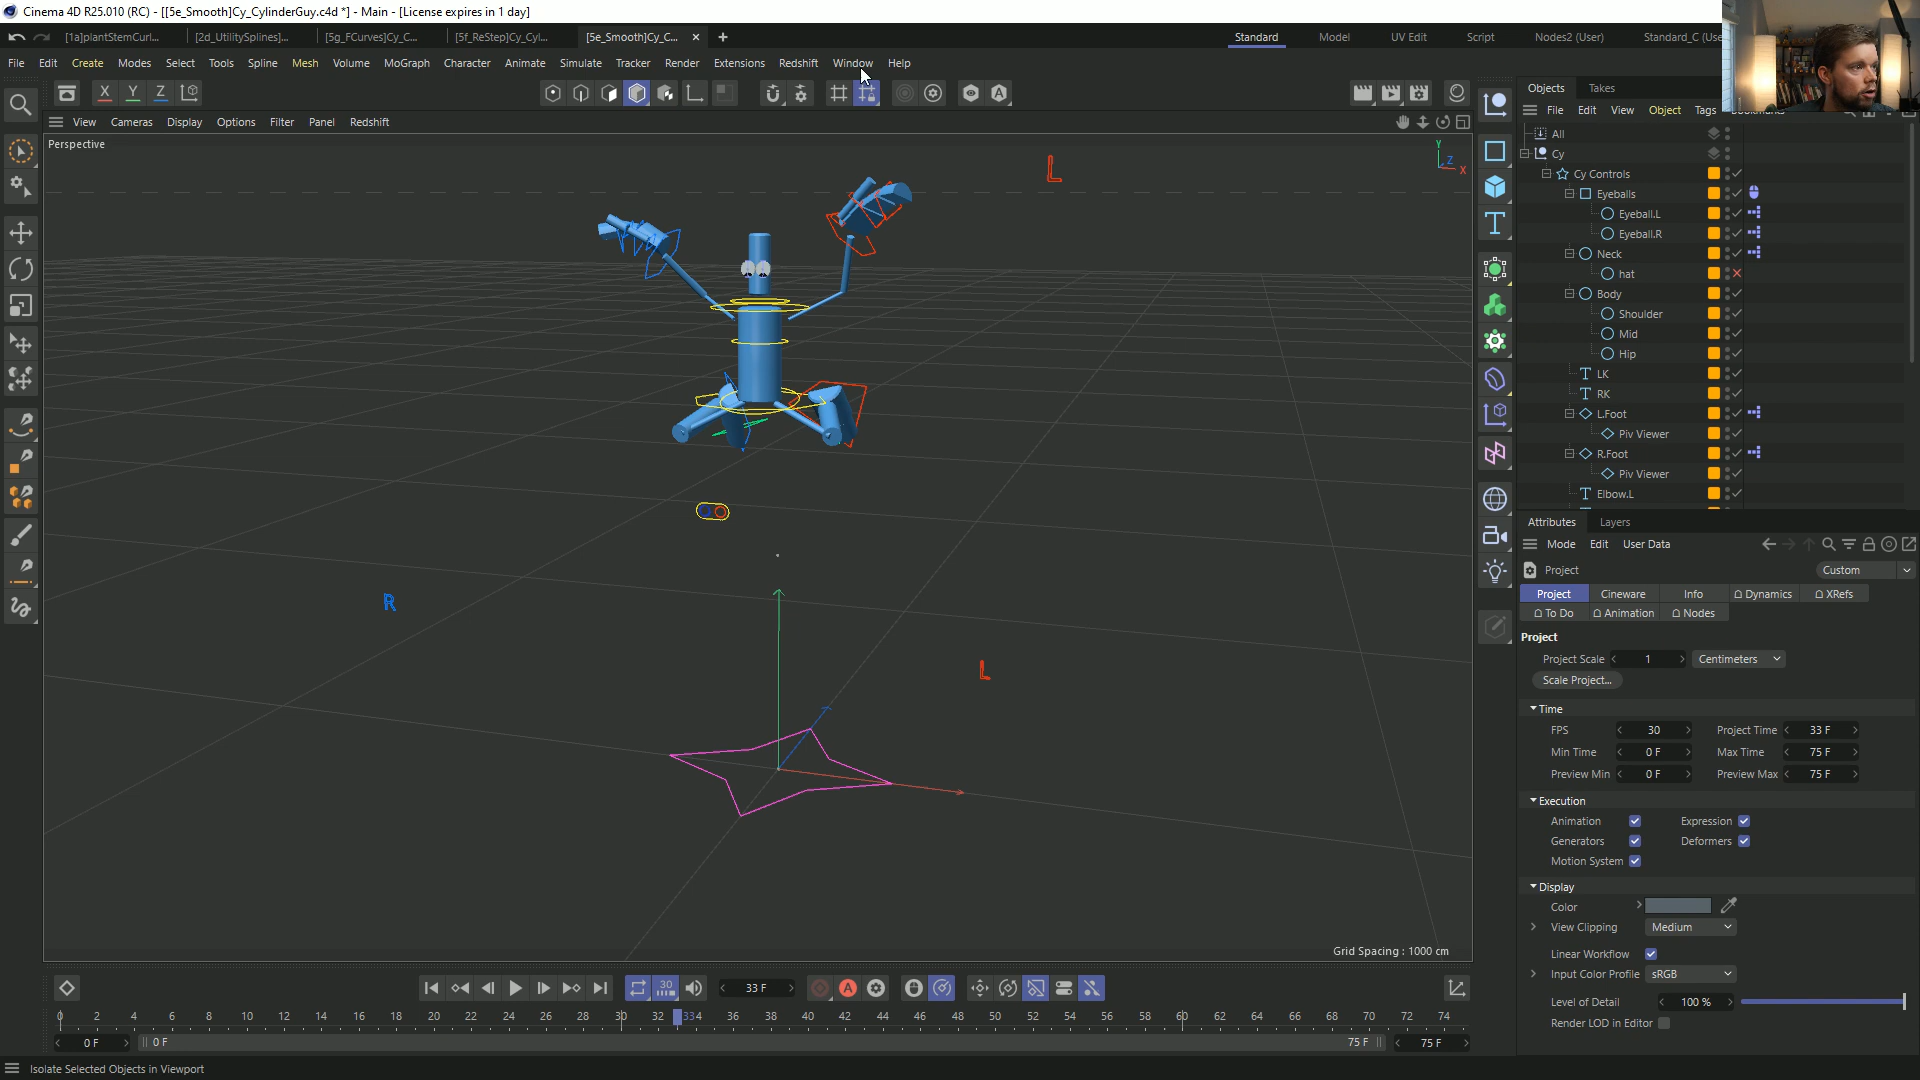 Cinema 4D R25.010 (RC) - [[5e_Smooth]Cy_CylinderGuy.c4d *] - Main - [License expires in 1 day]
[1a]plantStemCurl... [2d_UtilitySplines]... [5g_FCurves]Cy_C... [5f_ReStep]Cy_Cyl... [5e_Smooth]Cy_C... × + Standard Model UV Edit Script Nodes2 (User) Standard_C (Use
File Edit Create Modes Select Tools Spline Mesh Volume MoGraph Character Animate Simulate Tracker Render Extensions Redshift Window Help
X Y Z
Objects Takes
File Edit View Object Tags
View Cameras Display Options Filter Panel Redshift
Perspective
Y Z X
L
R
L
Grid Spacing : 1000 cm
All
Cy
Cy Controls
Eyeballs
Eyeball.L
Eyeball.R
Neck
hat
Body
Shoulder
Mid
Hip
LK
RK
L.Foot
Piv Viewer
R.Foot
Piv Viewer
Elbow.L
Attributes Layers
Mode Edit User Data
Project Custom
Project Cineware Info Dynamics XRefs
To Do Animation Nodes
Project
Project Scale 1 Centimeters
Scale Project...
Time
FPS 30 Project Time 33 F
Min Time 0 F Max Time 75 F
Preview Min 0 F Preview Max 75 F
Execution
Animation Expression
Generators Deformers
Motion System
Display
Color
View Clipping Medium
Linear Workflow
Input Color Profile sRGB
Level of Detail 100 %
Render LOD in Editor
30 33 F A
0 2 4 6 8 10 12 14 16 18 20 22 24 26 28 30 32 334 36 38 40 42 44 46 48 50 52 54 56 58 60 62 64 66 68 70 72 74
0 F 0 F 75 F 75 F
Isolate Selected Objects in Viewport